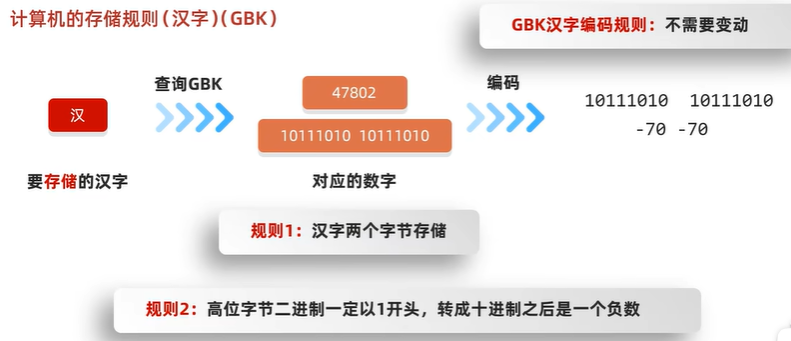 计算机的存储规则(汉字)(GBK)
GBK汉字编码规则：不需要变动
查询GBK
47802
编码
汉
10111010 10111010
10111010 10111010
-70 -70
要存储的汉字
对应的数字
规则1：汉字两个字节存储
规则2：高位字节二进制一定以1开头，转成十进制之后是一个负数